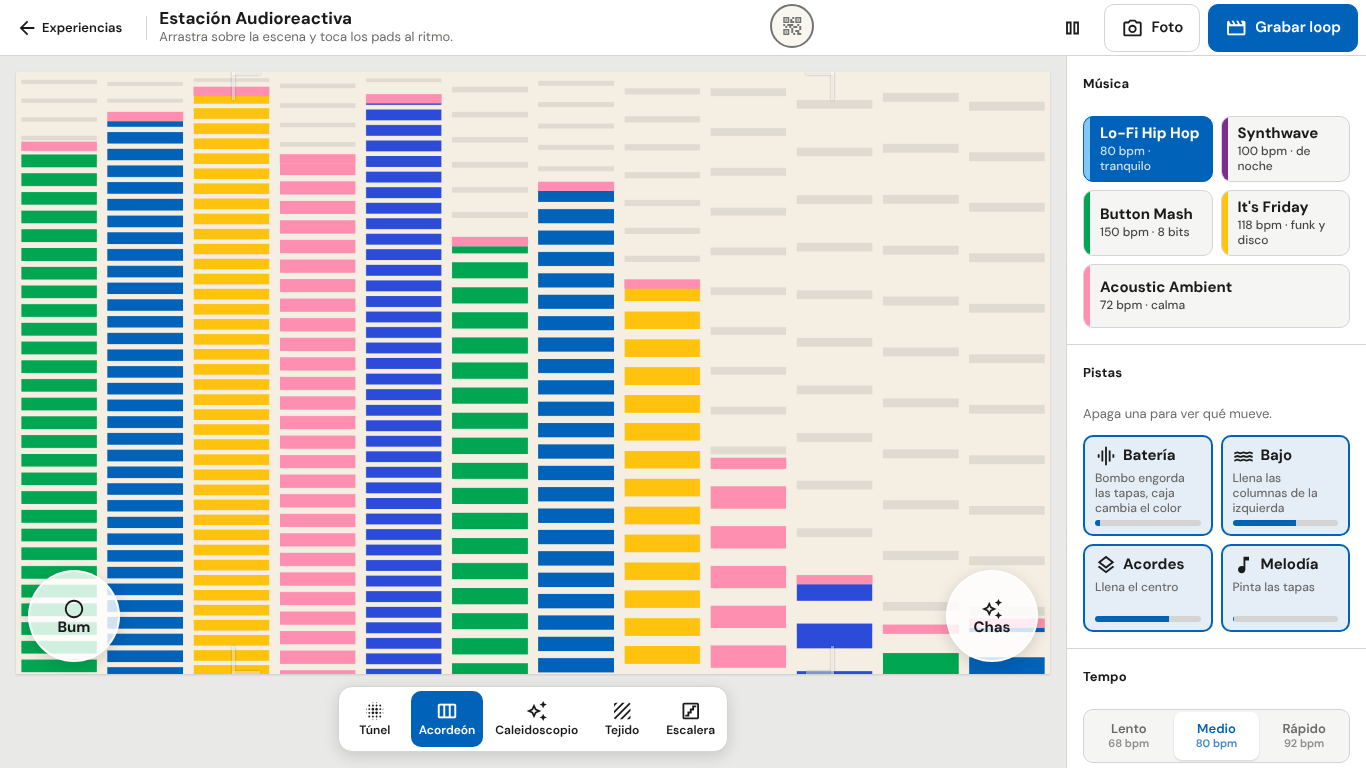 Experiencias
Estación Audioreactiva
Arrastra sobre la escena y toca los pads al ritmo.
Foto
Grabar loop
Música
Lo-Fi Hip Hop
80 bpm ·
tranquilo
Synthwave
100 bpm · de
noche
Button Mash
150 bpm · 8 bits
It's Friday
118 bpm · funk y
disco
Acoustic Ambient
72 bpm · calma
Pistas
Apaga una para ver qué mueve.
Batería
Bombo engorda
las tapas, caja
cambia el color
Bajo
Llena las
columnas de la
izquierda
Acordes
Llena el centro
Melodía
Pinta las tapas
Bum
Chas
Tempo
Lento
68 bpm
Medio
80 bpm
Rápido
92 bpm
Túnel
Acordeón
Caleidoscopio
Tejido
Escalera